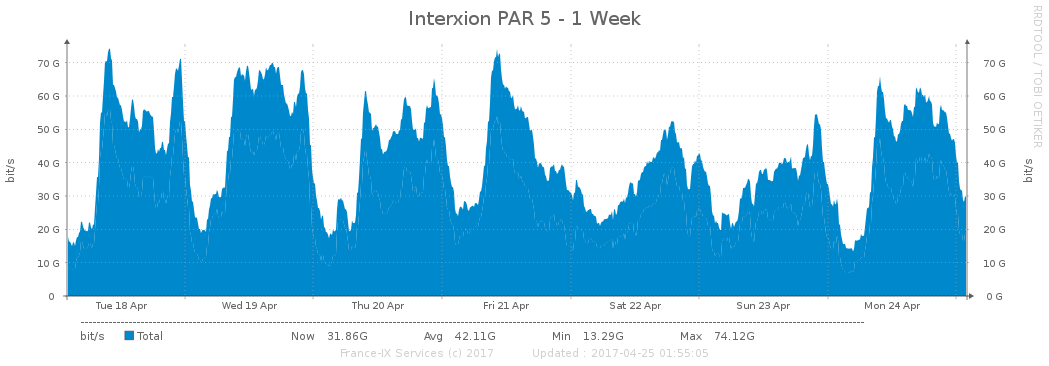 Interxion PAR 5 - 1 Week
RRDTOOL / TOBI OETIKER
bit/s
70 G 70 G
60 G 60 G
50 G 50 G
40 G 40 G
30 G 30 G
20 G 20 G
10 G 10 G
0 0 G
bit/s
Tue 18 Apr Wed 19 Apr Thu 20 Apr Fri 21 Apr Sat 22 Apr Sun 23 Apr Mon 24 Apr
bit/s Total Now 31.86G Avg 42.11G Min 13.29G Max 74.12G
France-IX Services (c) 2017 Updated : 2017-04-25 01:55:05